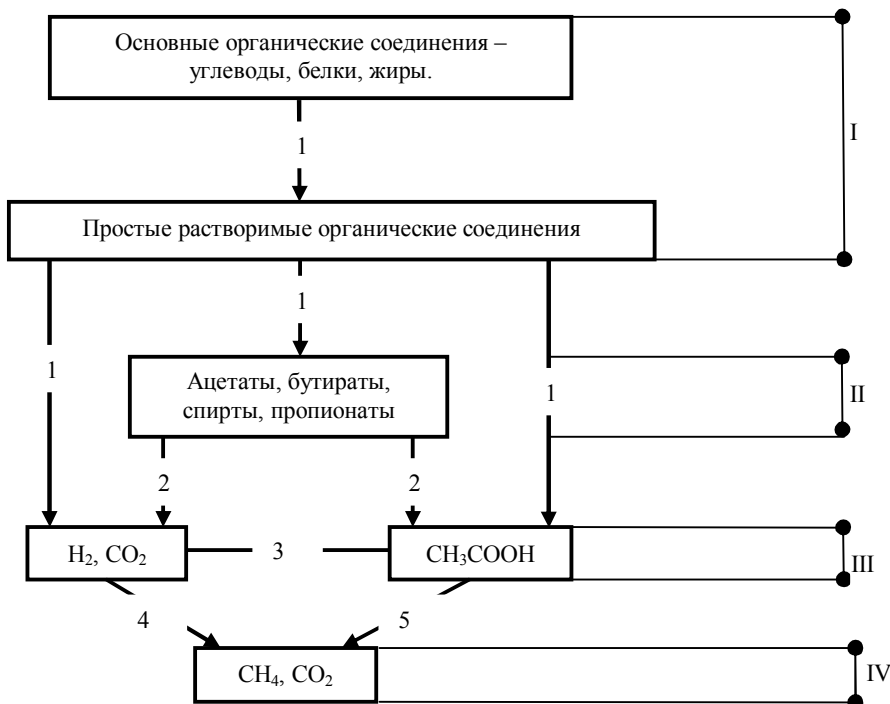 Основные органические соединения –
углеводы, белки, жиры.
1
I
Простые растворимые органические соединения
1
1
1
Ацетаты, бутираты,
спирты, пропионаты
II
2
2
H₂, CO₂
3
CH₃COOH
III
4
5
CH₄, CO₂
IV